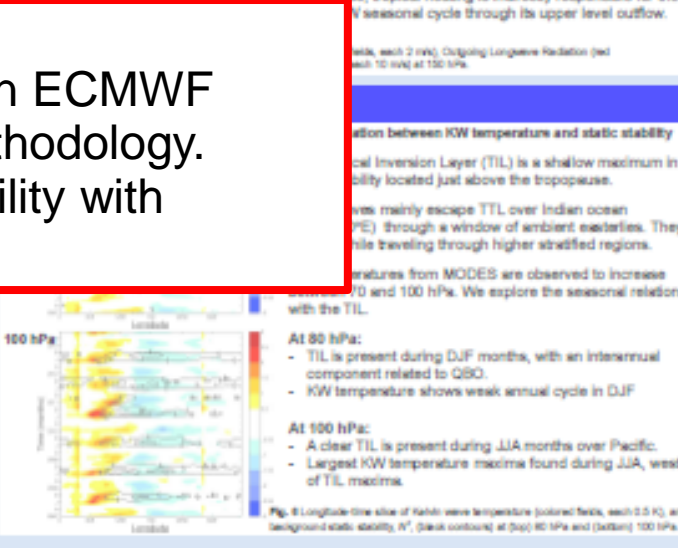 N seasonal cycle through its upper level outflow.
fields, each 2 m/s), Outgoing Longwave Radiation (red
each 10 m/s) at 150 hPa.
n ECMWF
thodology.
ility with
ation between KW temperature and static stability
cal Inversion Layer (TIL) is a shallow maximum in
bility located just above the tropopause.
ves mainly escape TTL over Indian ocean
0°E) through a window of ambient easterlies. They
hile traveling through higher stratified regions.
eratures from MODES are observed to increase
between 70 and 100 hPa. We explore the seasonal relation
with the TIL.
At 80 hPa:
- TIL is present during DJF months, with an interannual
component related to QBO.
- KW temperature shows weak annual cycle in DJF
At 100 hPa:
- A clear TIL is present during JJA months over Pacific.
- Largest KW temperature maxima found during JJA, west
of TIL maxima.
100 hPa
Lambda
Lambda
Fig. 6 Longitude-time slice of Kelvin wave temperature (colored fields, each 0.5 K), a
background static stability, N², (black contours) at (top) 80 hPa and (bottom) 100 hPa